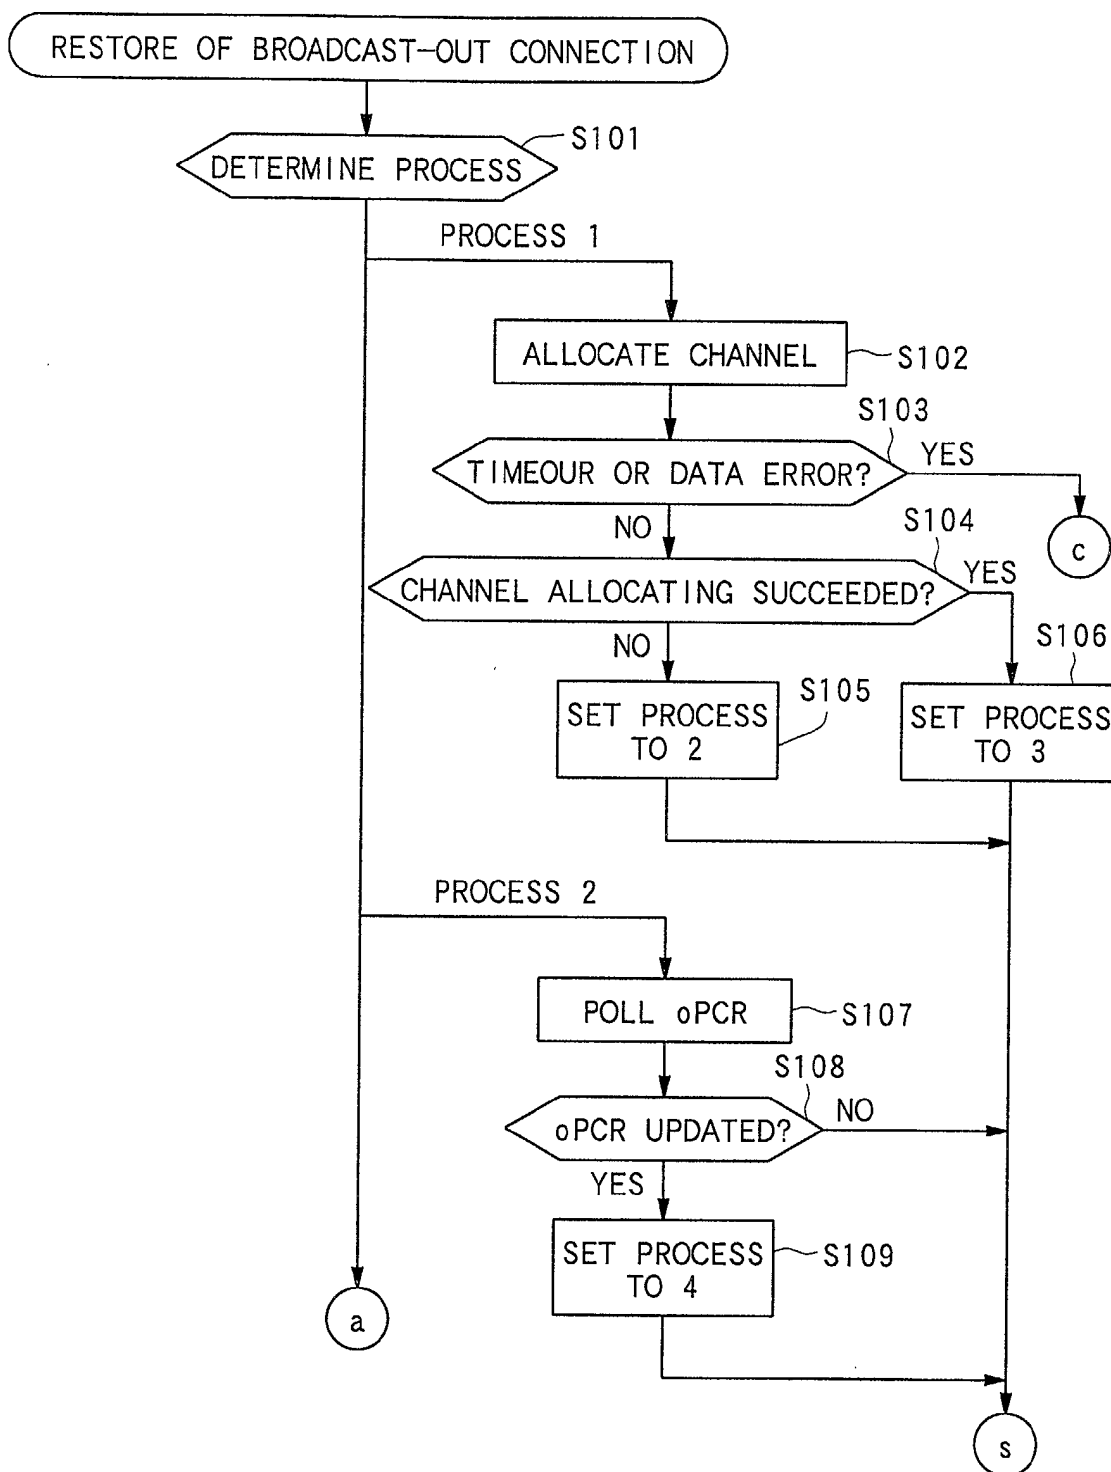 RESTORE OF BROADCAST-OUT CONNECTION
S101
DETERMINE PROCESS
PROCESS 1
ALLOCATE CHANNEL
S102
S103
TIMEOUR OR DATA ERROR?
YES
NO
c
S104
CHANNEL ALLOCATING SUCCEEDED?
YES
NO
S105
S106
SET PROCESS
TO 2
SET PROCESS
TO 3
PROCESS 2
POLL oPCR
S107
S108
oPCR UPDATED?
NO
YES
SET PROCESS
TO 4
S109
a
s